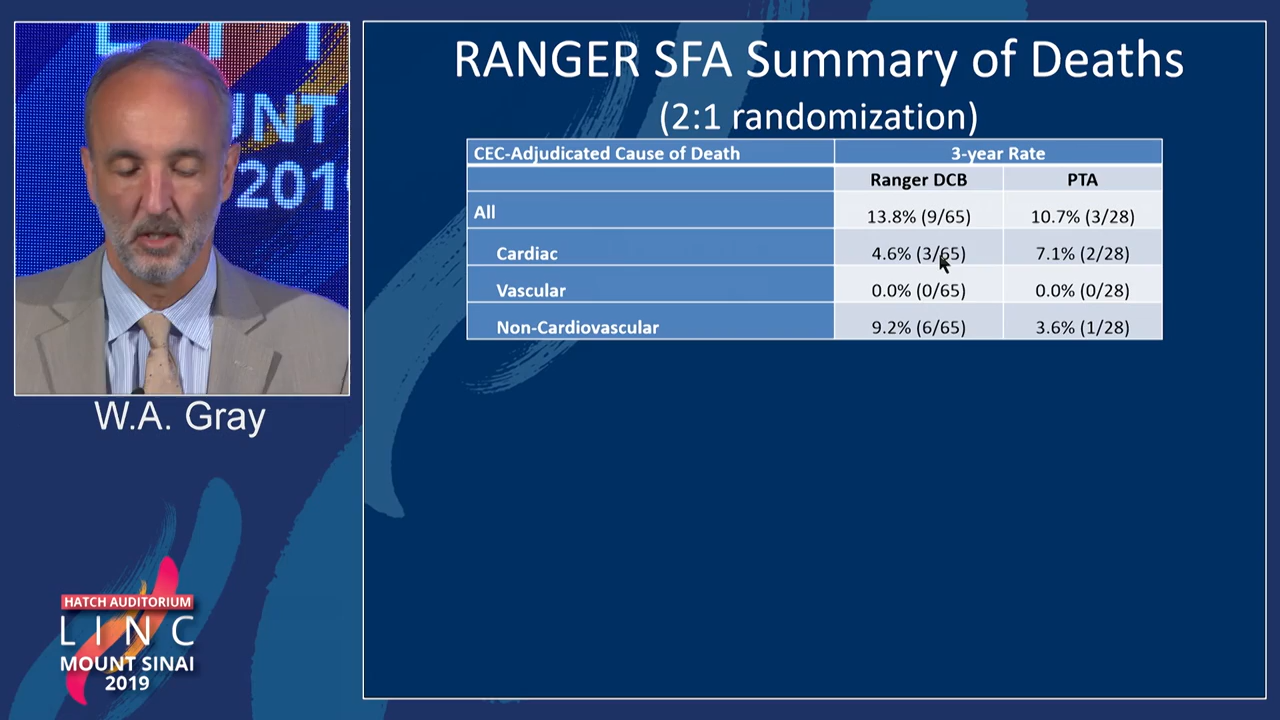 RANGER SFA Summary of Deaths
(2:1 randomization)
CEC-Adjudicated Cause of Death 3-year Rate
Ranger DCB PTA
All 13.8% (9/65) 10.7% (3/28)
Cardiac 4.6% (3/65) 7.1% (2/28)
Vascular 0.0% (0/65) 0.0% (0/28)
Non-Cardiovascular 9.2% (6/65) 3.6% (1/28)
2019
W.A. Gray
HATCH AUDITORIUM
LINC
MOUNT SINAI
2019